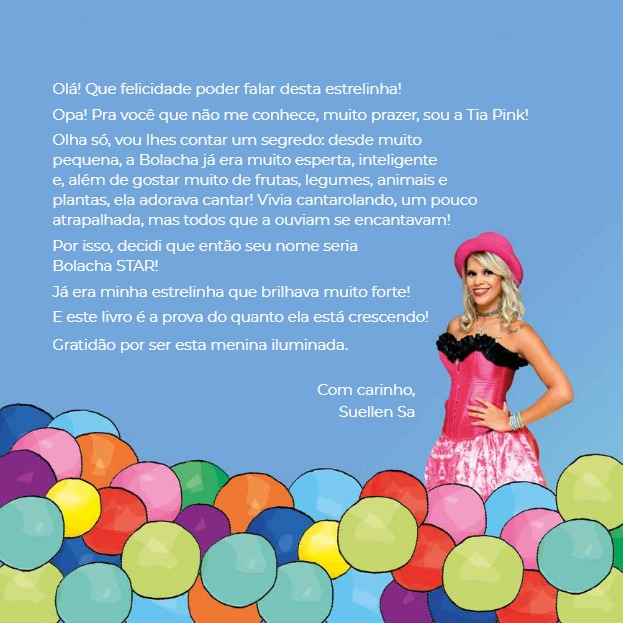 Olá! Que felicidade poder falar desta estrelinha!
Opa! Pra você que não me conhece, muito prazer, sou a Tia Pink!
Olha só, vou lhes contar um segredo: desde muito
pequena, a Bolacha já era muito esperta, inteligente
e, além de gostar muito de frutas, legumes, animais e
plantas, ela adorava cantar! Vivia cantarolando, um pouco
atrapalhada, mas todos que a ouviam se encantavam!
Por isso, decidi que então seu nome seria
Bolacha STAR!
Já era minha estrelinha que brilhava muito forte!
E este livro é a prova do quanto ela está crescendo!
Gratidão por ser esta menina iluminada.
Com carinho,
Suellen Sa